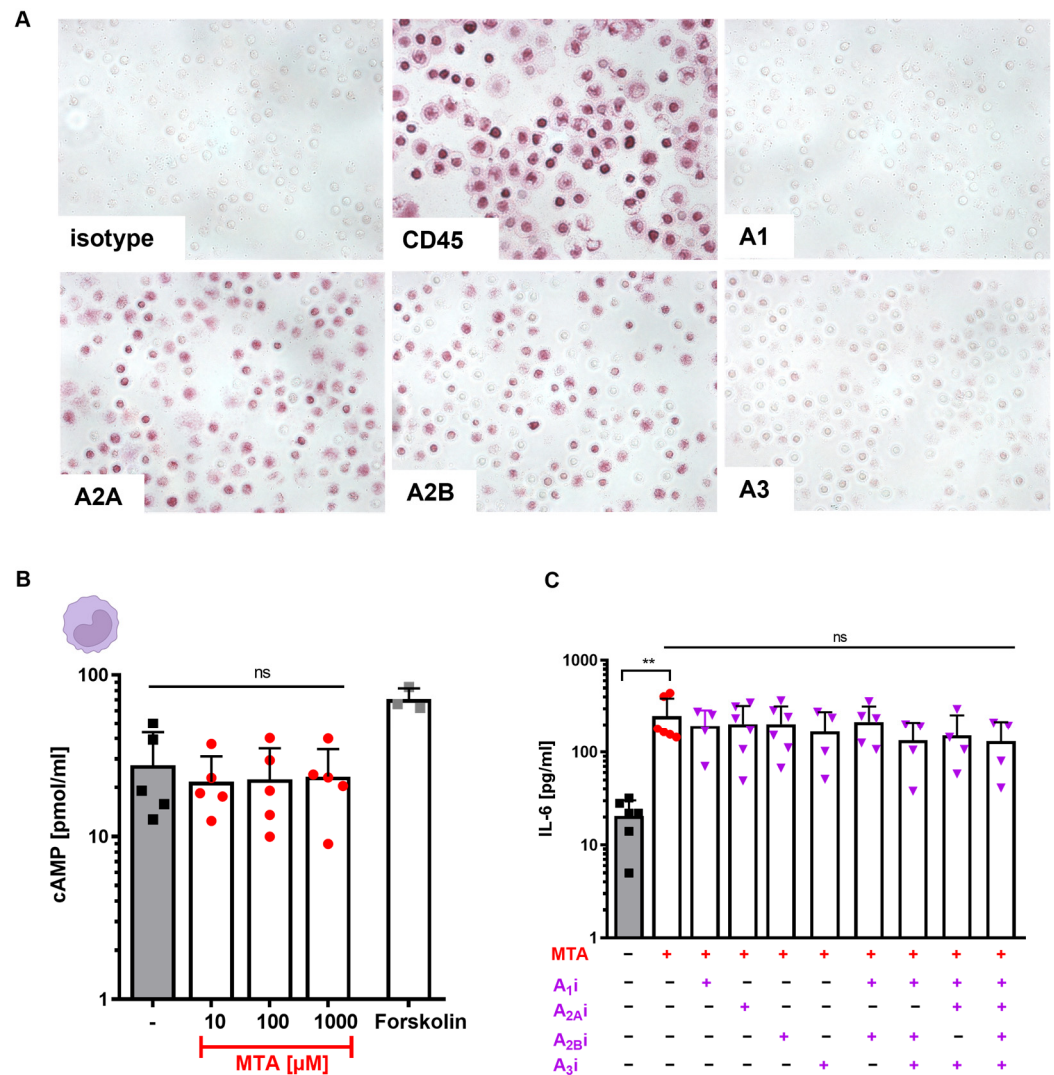 A
isotype
CD45
A1
A2A
A2B
A3
B
ns
100
10
1
cAMP [pmol/ml]
- 10 100 1000 Forskolin
MTA [µM]
C
ns
**
1000
100
10
1
IL-6 [pg/ml]
MTA – + + + + + + + + +
A1i – – + – – – + + + +
A2Ai – – – + – – – – + +
A2Bi – – – – + – + + – +
A3i – – – – – + – + + +